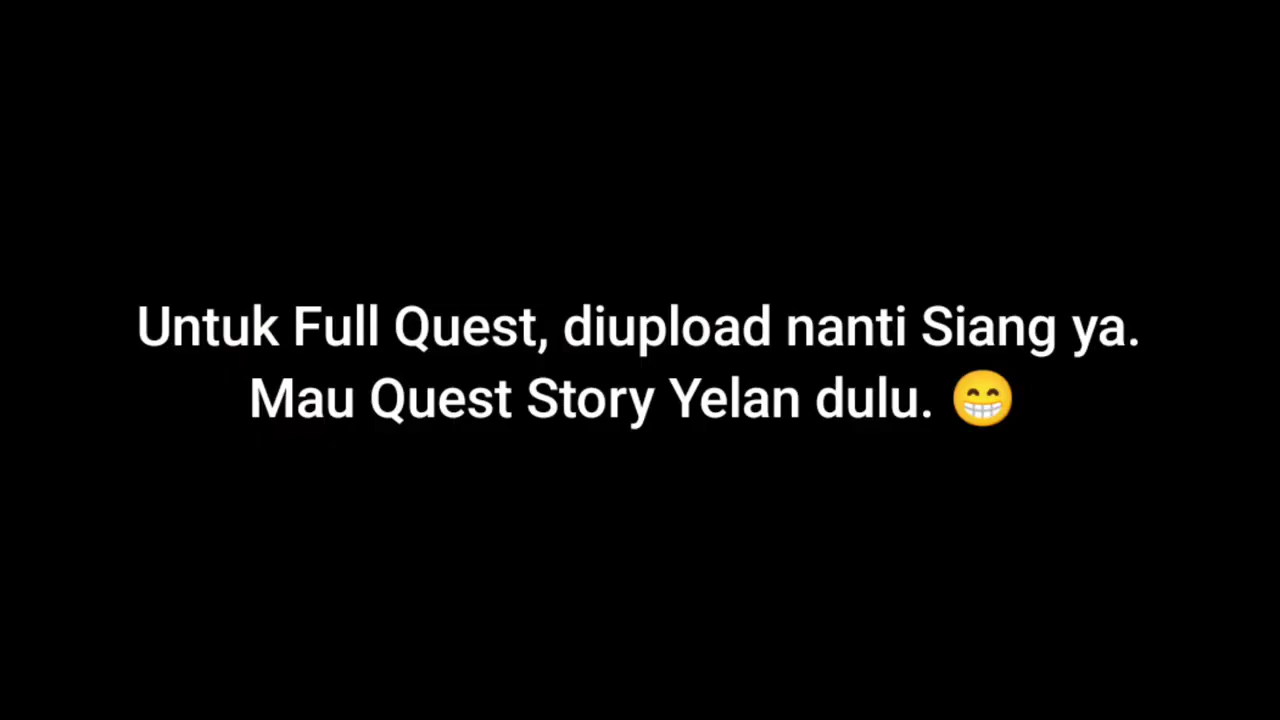 Untuk Full Quest, diupload nanti Siang ya.
Mau Quest Story Yelan dulu. 😁